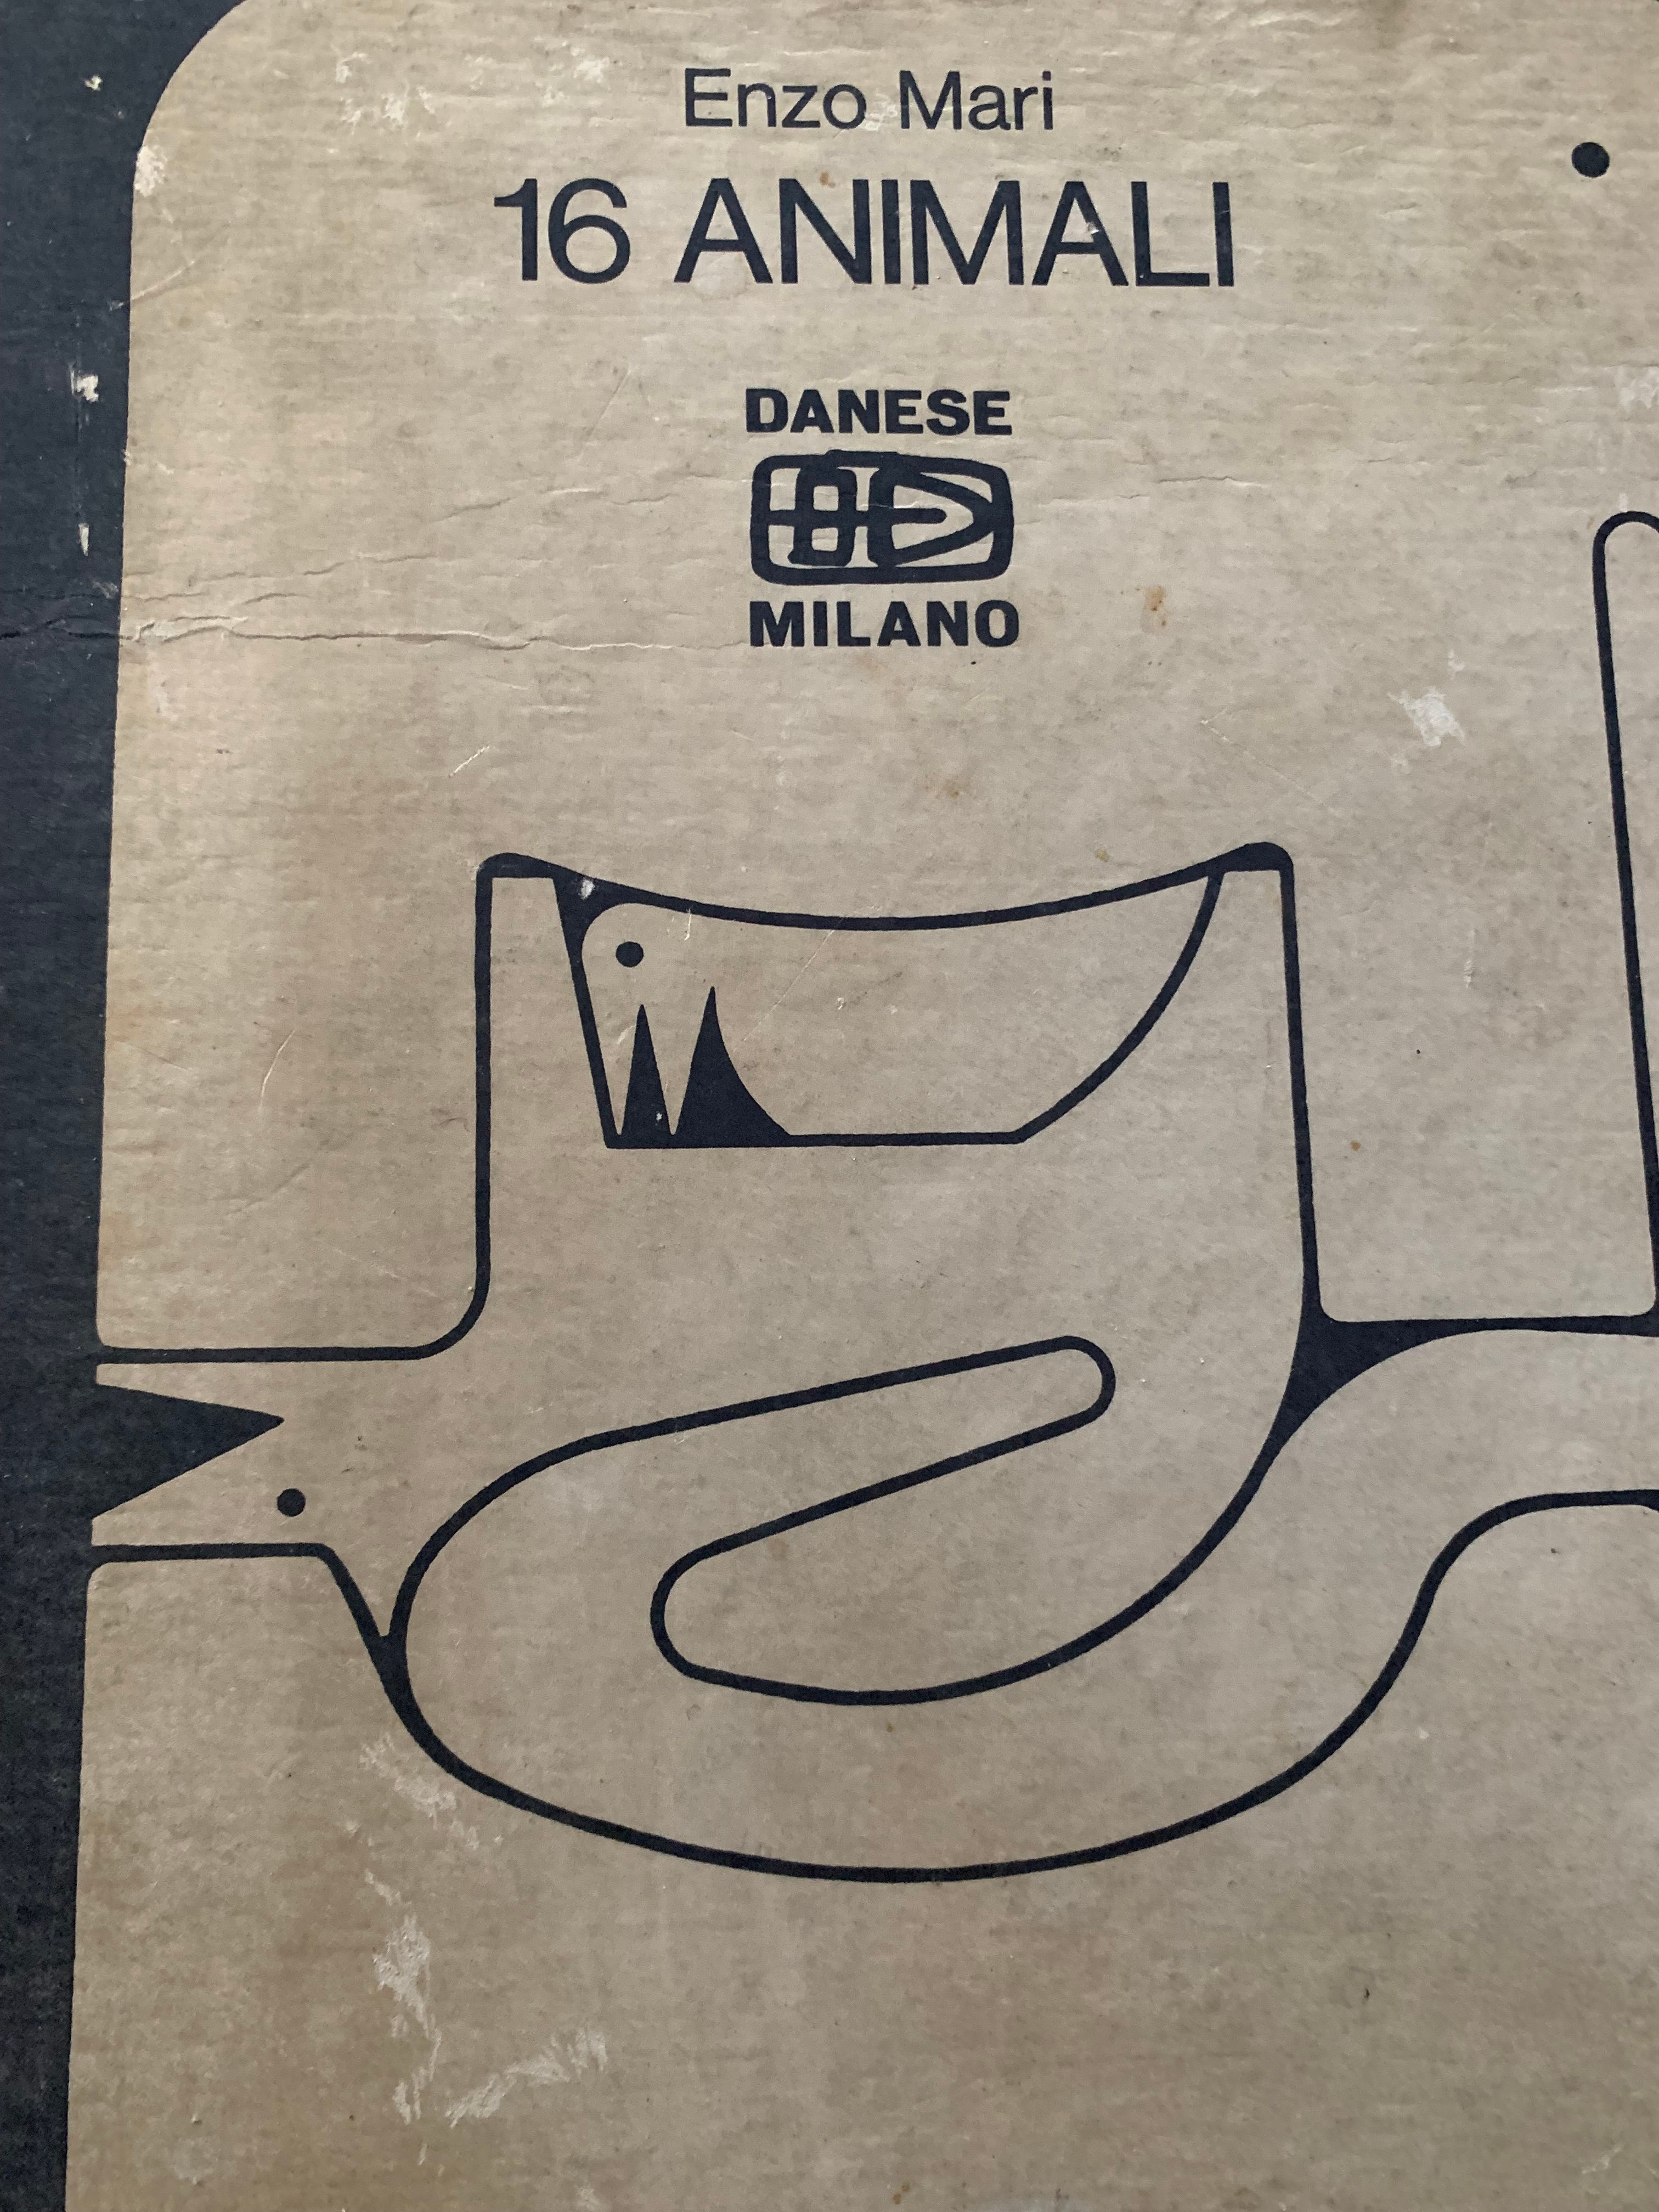 Enzo Mari
16 ANIMALI
DANESE
MILANO